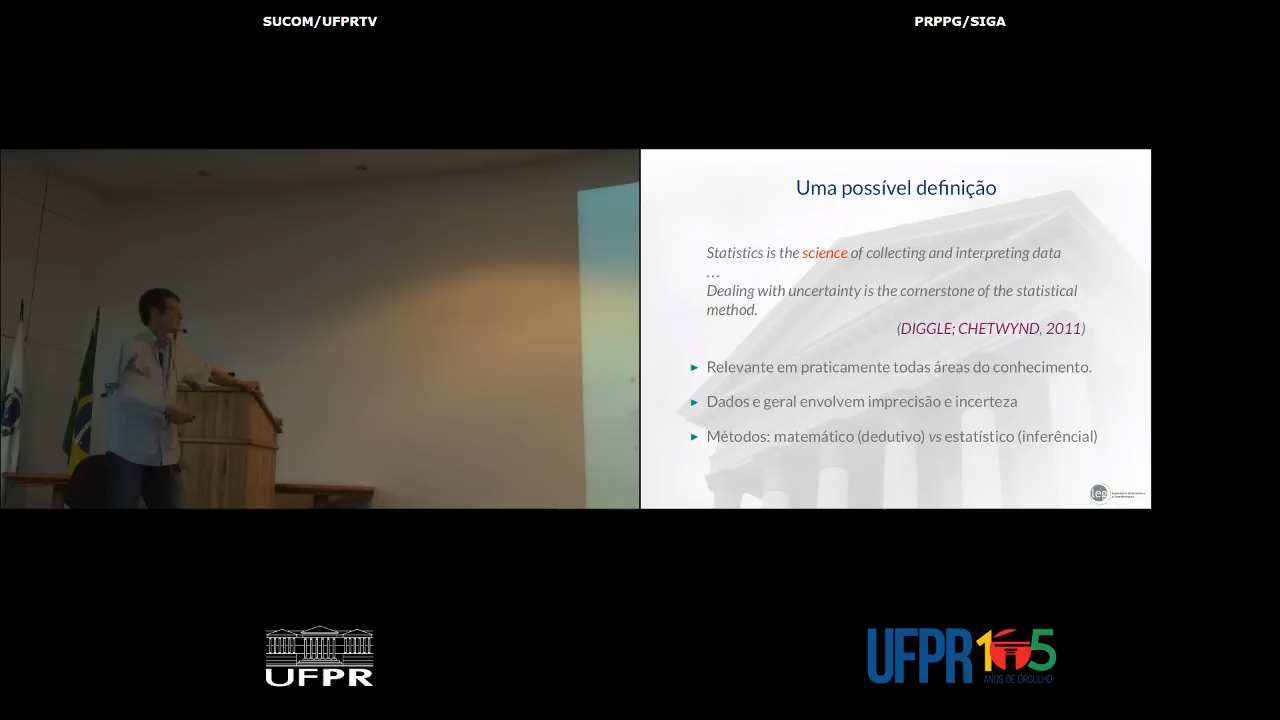 SUCOM/UFPRTV
PRPPG/SIGA
Uma possível definição
Statistics is the science of collecting and interpreting data
...
Dealing with uncertainty is the cornerstone of the statistical
method.
(DIGGLE; CHETWYND, 2011)
► Relevante em praticamente todas áreas do conhecimento.
► Dados e geral envolvem imprecisão e incerteza
► Métodos: matemático (dedutivo) vs estatístico (inferêncial)
leg
UFPR
UFPR 105
ANOS DE ORGULHO